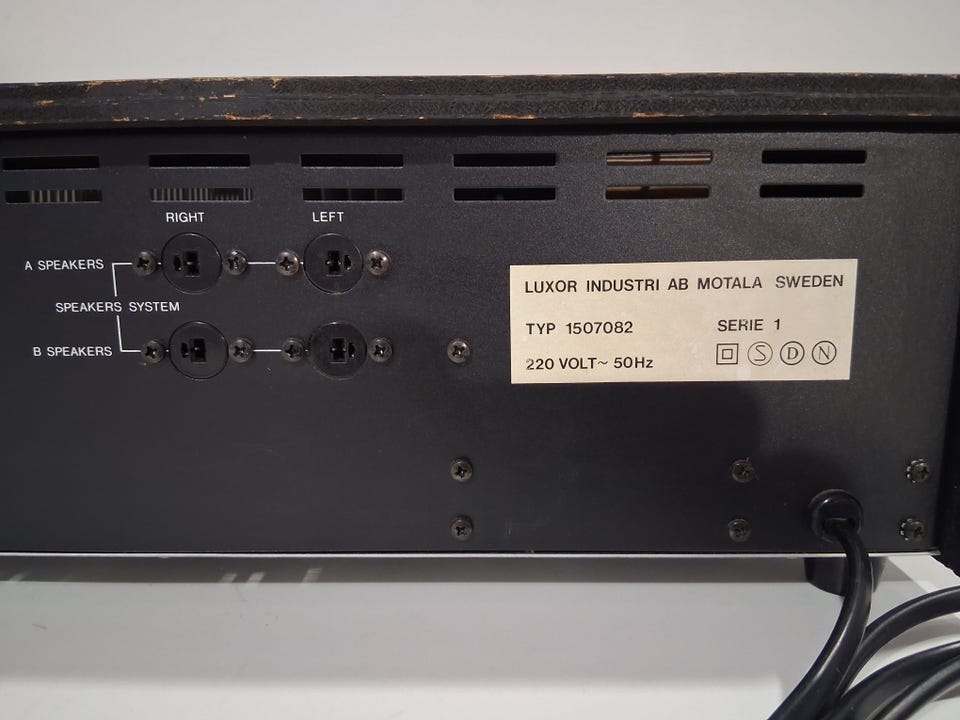 RIGHT LEFT
A SPEAKERS
SPEAKERS SYSTEM
B SPEAKERS
LUXOR INDUSTRI AB MOTALA SWEDEN
TYP 1507082 SERIE 1
220 VOLT~ 50Hz S D N